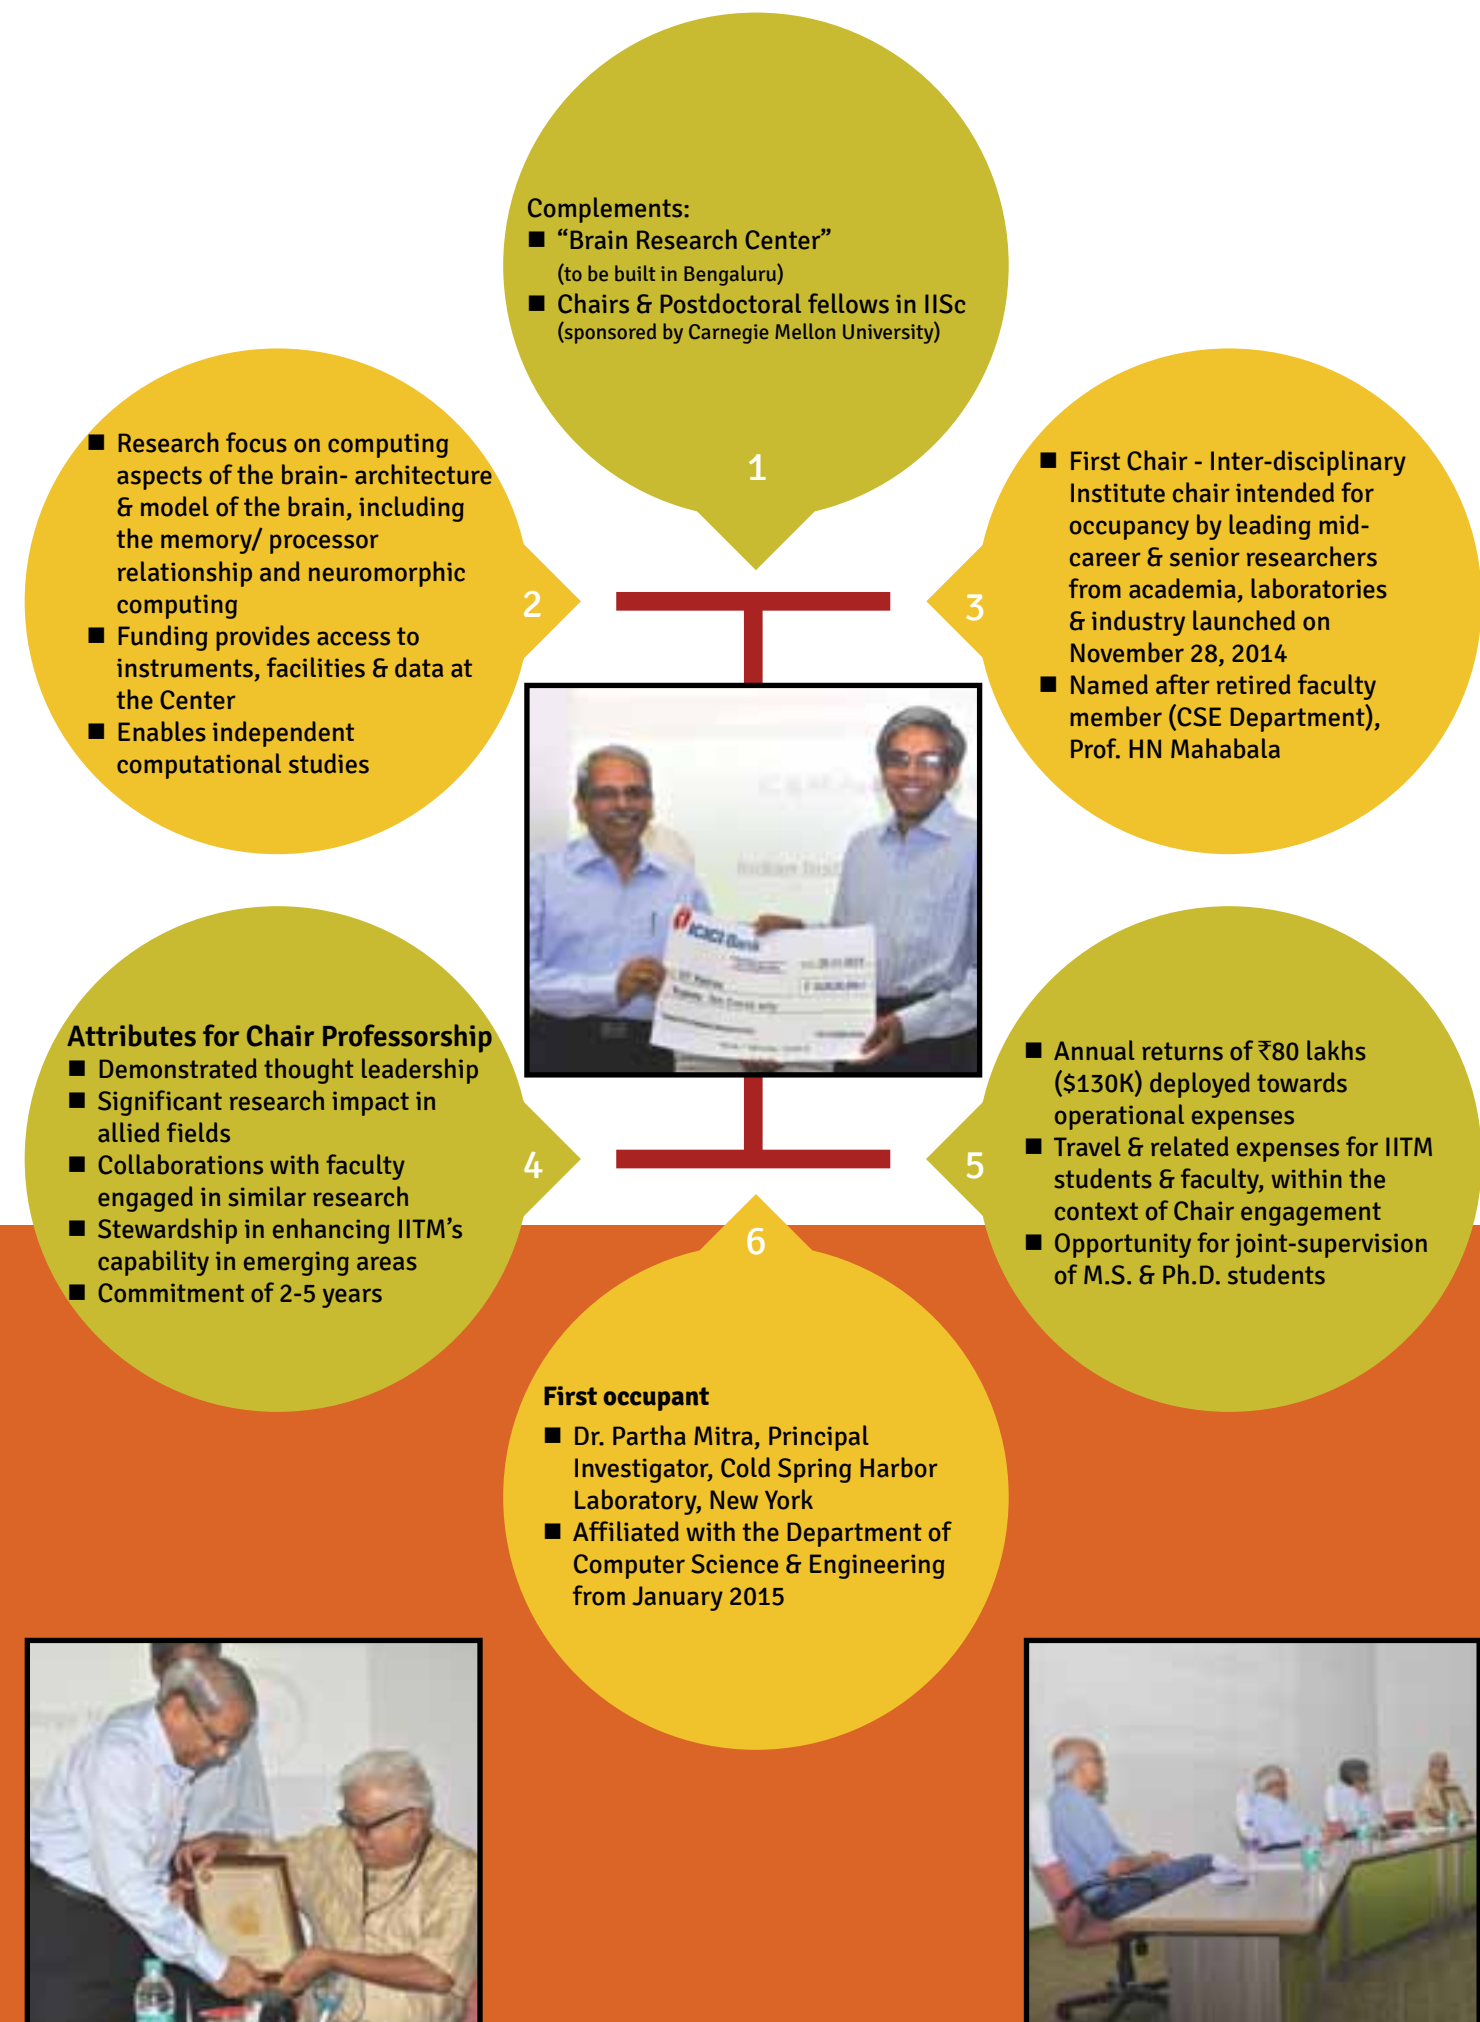 Complements:
■ “Brain Research Center”
(to be built in Bengaluru)
■ Chairs & Postdoctoral fellows in IISc
(sponsored by Carnegie Mellon University)
1
■ Research focus on computing
aspects of the brain- architecture
& model of the brain, including
the memory/ processor
relationship and neuromorphic
computing
■ Funding provides access to
instruments, facilities & data at
the Center
■ Enables independent
computational studies
2
■ First Chair - Inter-disciplinary
Institute chair intended for
occupancy by leading mid-
career & senior researchers
from academia, laboratories
& industry launched on
November 28, 2014
■ Named after retired faculty
member (CSE Department),
Prof. HN Mahabala
3
ICICI Bank
Attributes for Chair Professorship
■ Demonstrated thought leadership
■ Significant research impact in
allied fields
■ Collaborations with faculty
engaged in similar research
■ Stewardship in enhancing IITM’s
capability in emerging areas
■ Commitment of 2-5 years
4
■ Annual returns of ₹80 lakhs
($130K) deployed towards
operational expenses
■ Travel & related expenses for IITM
students & faculty, within the
context of Chair engagement
■ Opportunity for joint-supervision
of M.S. & Ph.D. students
5
6
First occupant
■ Dr. Partha Mitra, Principal
Investigator, Cold Spring Harbor
Laboratory, New York
■ Affiliated with the Department of
Computer Science & Engineering
from January 2015